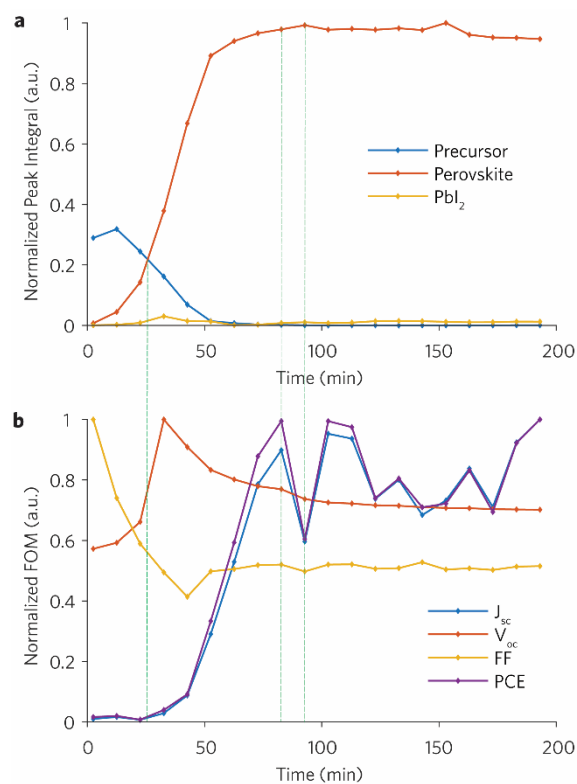 a
1
0.8
0.6
0.4
0.2
0
Normalized Peak Integral (a.u.)
Precursor
Perovskite
PbI₂
0
50
100
150
200
Time (min)
b
1
0.8
0.6
0.4
0.2
0
Normalized FOM (a.u.)
J_sc
V_oc
FF
PCE
0
50
100
150
200
Time (min)